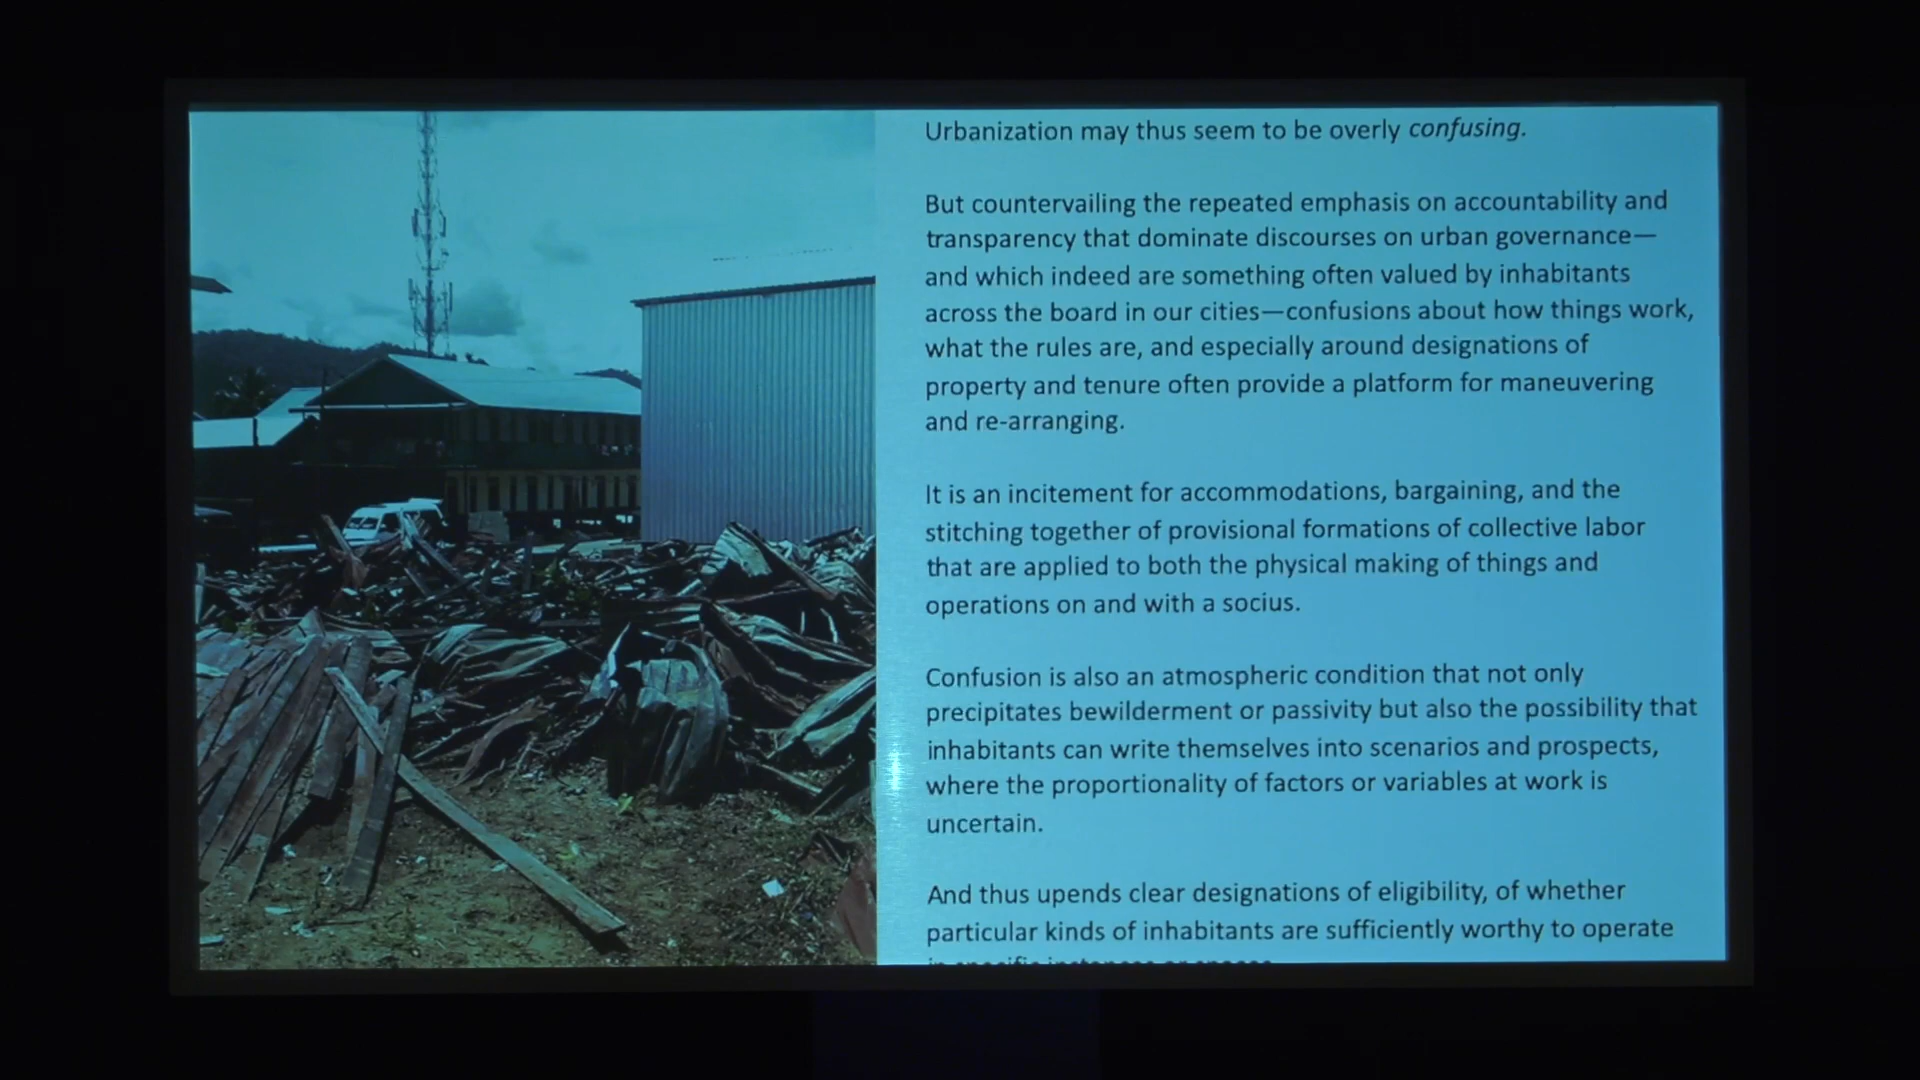 Urbanization may thus seem to be overly confusing.
But countervailing the repeated emphasis on accountability and
transparency that dominate discourses on urban governance—
and which indeed are something often valued by inhabitants
across the board in our cities—confusions about how things work,
what the rules are, and especially around designations of
property and tenure often provide a platform for maneuvering
and re-arranging.
It is an incitement for accommodations, bargaining, and the
stitching together of provisional formations of collective labor
that are applied to both the physical making of things and
operations on and with a socius.
Confusion is also an atmospheric condition that not only
precipitates bewilderment or passivity but also the possibility that
inhabitants can write themselves into scenarios and prospects,
where the proportionality of factors or variables at work is
uncertain.
And thus upends clear designations of eligibility, of whether
particular kinds of inhabitants are sufficiently worthy to operate
in specific instances or spaces